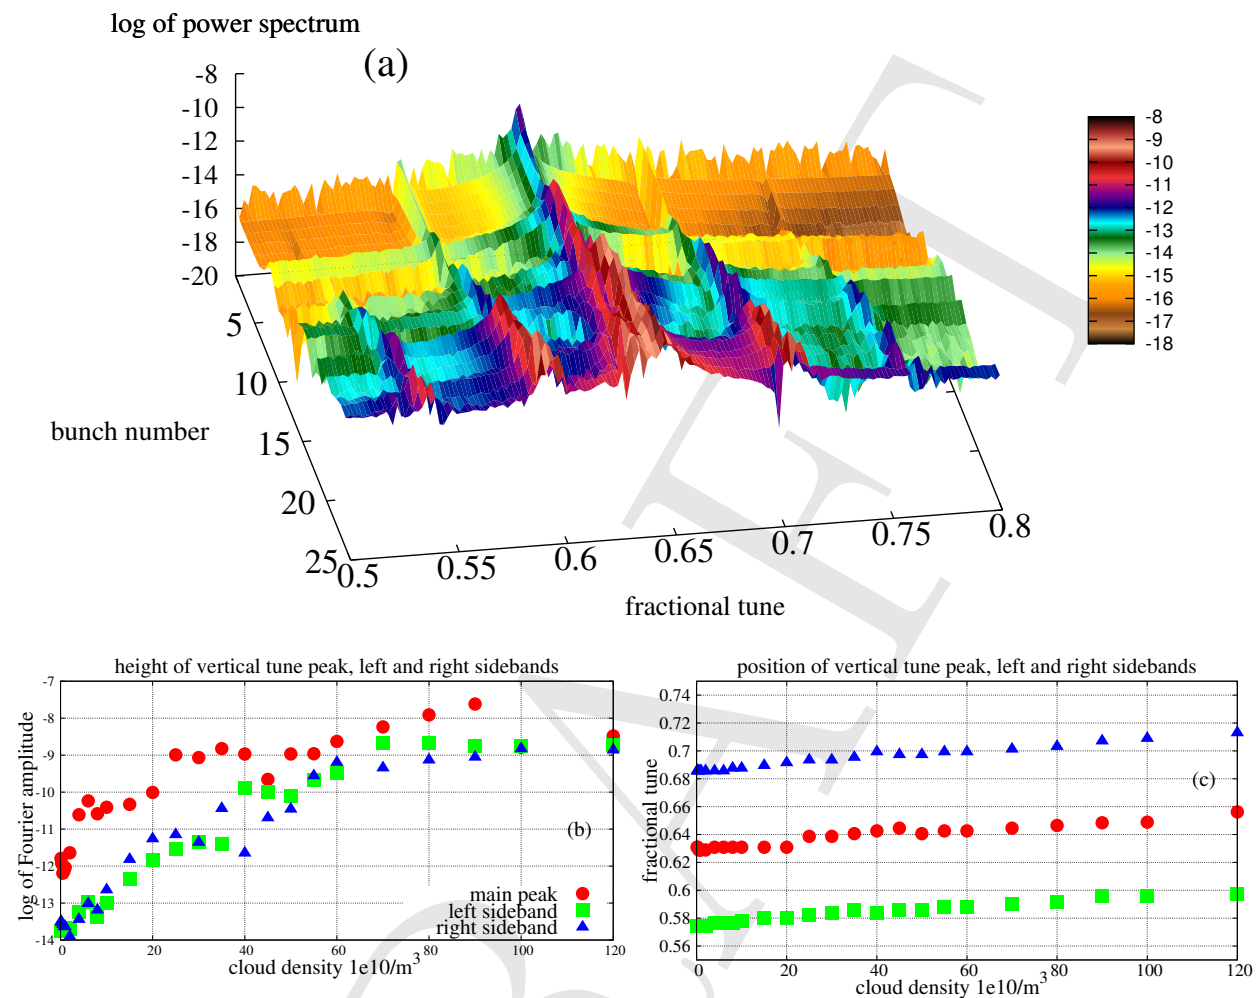 log of power spectrum
(a)
-8
-10
-12
-14
-16
-18
-20
5
10
15
20
25
bunch number
0.5
0.55
0.6
0.65
0.7
0.75
0.8
fractional tune
-8
-9
-10
-11
-12
-13
-14
-15
-16
-17
-18
DRAFT
height of vertical tune peak, left and right sidebands
log of Fourier amplitude
-7
-8
-9
-10
-11
-12
-13
-14
0 20 40 60 80 100 120
cloud density 1e10/m³
(b)
main peak
left sideband
right sideband
position of vertical tune peak, left and right sidebands
fractional tune
0.74
0.72
0.7
0.68
0.66
0.64
0.62
0.6
0.58
0.56
0 20 40 60 80 100 120
cloud density 1e10/m³
(c)